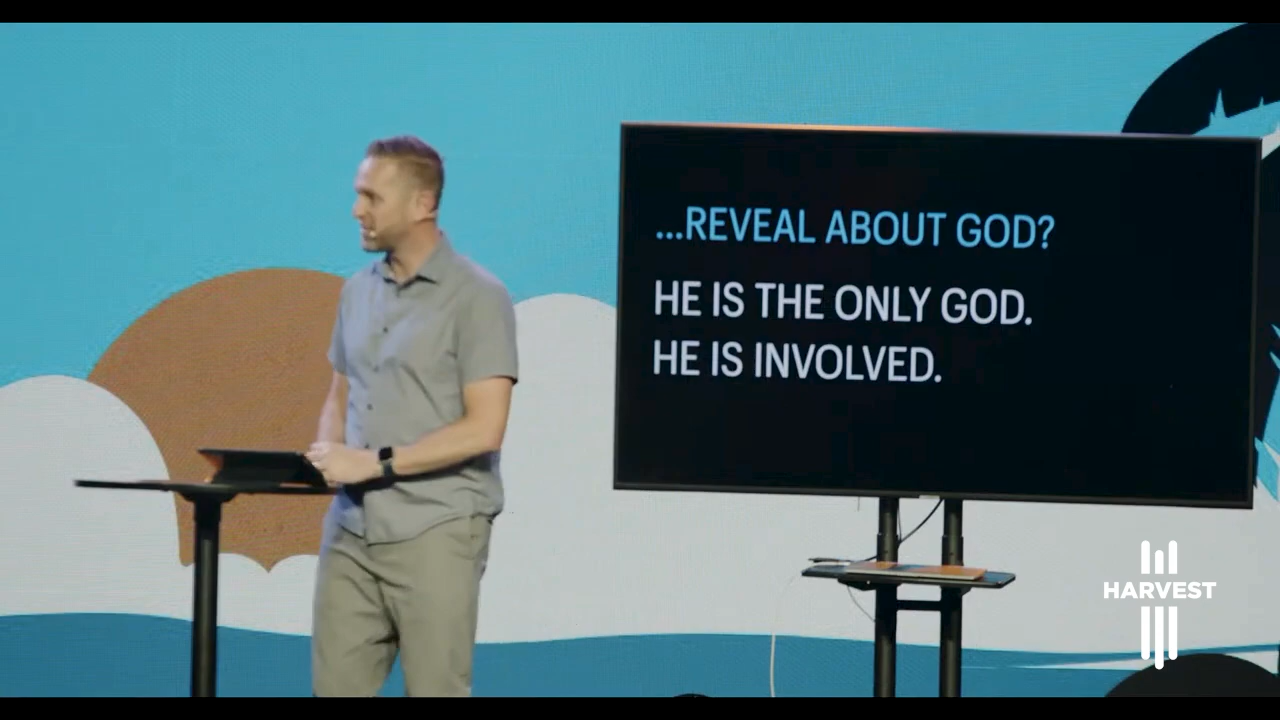 ...REVEAL ABOUT GOD?
HE IS THE ONLY GOD.
HE IS INVOLVED.
HARVEST